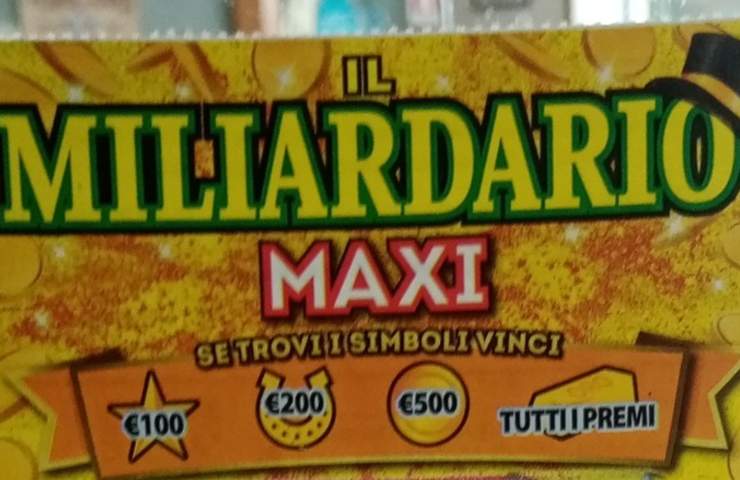 IL
MILIARDARIO
MAXI
SE TROVI I SIMBOLI VINCI
€100 €200 €500 TUTTI I PREMI